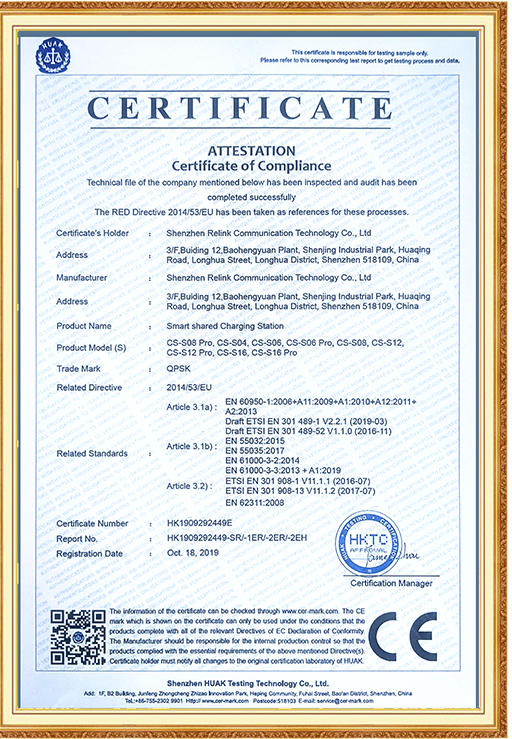 HUAK
This certificate is responsible for testing sample only.
Please refer to this corresponding test report to get testing process and data.
CERTIFICATE
ATTESTATION
Certificate of Compliance
Technical file of the company mentioned below has been inspected and audit has been
completed successfully
The RED Directive 2014/53/EU has been taken as references for these processes.
Certificate's Holder : Shenzhen Relink Communication Technology Co., Ltd
Address : 3/F,Buiding 12,Baohengyuan Plant, Shenjing Industrial Park, Huaqing
Road, Longhua Street, Longhua District, Shenzhen 518109, China
Manufacturer : Shenzhen Relink Communication Technology Co., Ltd
Address : 3/F,Buiding 12,Baohengyuan Plant, Shenjing Industrial Park, Huaqing
Road, Longhua Street, Longhua District, Shenzhen 518109, China
Product Name : Smart shared Charging Station
Product Model (S) : CS-S08 Pro, CS-S04, CS-S06, CS-S06 Pro, CS-S08, CS-S12,
CS-S12 Pro, CS-S16, CS-S16 Pro
Trade Mark : QPSK
Related Directive : 2014/53/EU
Related Standards :
Article 3.1a) : EN 60950-1:2006+A11:2009+A1:2010+A12:2011+
A2:2013
Draft ETSI EN 301 489-1 V2.2.1 (2019-03)
Draft ETSI EN 301 489-52 V1.1.0 (2016-11)
Article 3.1b) : EN 55032:2015
EN 55035:2017
EN 61000-3-2:2014
EN 61000-3-3:2013 + A1:2019
Article 3.2) : ETSI EN 301 908-1 V11.1.1 (2016-07)
ETSI EN 301 908-13 V11.1.2 (2017-07)
EN 62311:2008
Certificate Number : HK1909292449E
Report No. : HK1909292449-SR/-1ER/-2ER/-2EH
Registration Date : Oct. 18, 2019
HUAK TESTING CERTIFICATION
HKTC
APPROVAL
Certification Manager
The information of the certificate can be checked through www.cer-mark.com. The CE
mark which is shown on the certificate can only be used under the conditions that the
products complete with all of the relevant Directives of EC Declaration of Conformity.
The Manufacturer should be responsible for the internal production control so that the
products complied with the essential requirements of the above mentioned Directive(s).
Certificate holder must notify all changes to the original certification laboratory of HUAK.
CE
Shenzhen HUAK Testing Technology Co., Ltd.
Add: 1F, B2 Building, Junfeng Zhongcheng Zhizao Innovation Park, Heping Community, Fuhai Street, Bao'an District, Shenzhen, China
Tel.:+86-755-2302 9901 Http://www.cer-mark.com Postcode:518103 E-mail: service@cer-mark.com